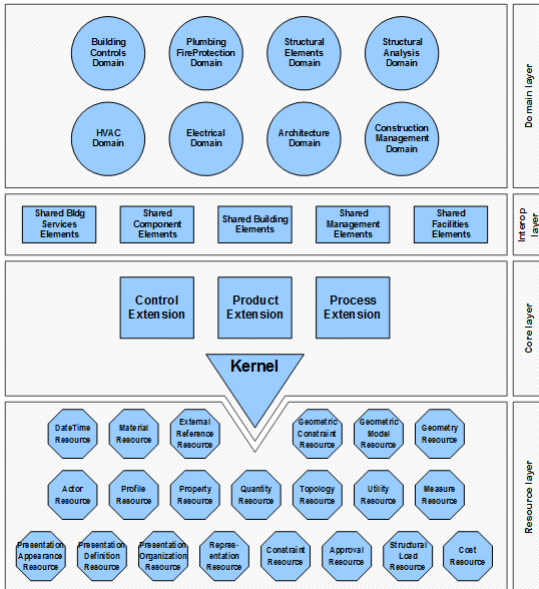 Building
Controls
Domain
Plumbing
FireProtection
Domain
Structural
Elements
Domain
Structural
Analysis
Domain
HVAC
Domain
Electrical
Domain
Architecture
Domain
Construction
Management
Domain
Domain layer
Shared Bldg
Services
Elements
Shared
Component
Elements
Shared Building
Elements
Shared
Management
Elements
Shared
Facilities
Elements
Interop
layer
Control
Extension
Product
Extension
Process
Extension
Kernel
Core layer
DateTime
Resource
Material
Resource
External
Reference
Resource
Geometric
Constraint
Resource
Geometric
Model
Resource
Geometry
Resource
Actor
Resource
Profile
Resource
Property
Resource
Quantity
Resource
Topology
Resource
Utility
Resource
Measure
Resource
Presentation
Appearance
Resource
Presentation
Definition
Resource
Presentation
Organization
Resource
Repre-
sentation
Resource
Constraint
Resource
Approval
Resource
Structural
Load
Resource
Cost
Resource
Resource layer